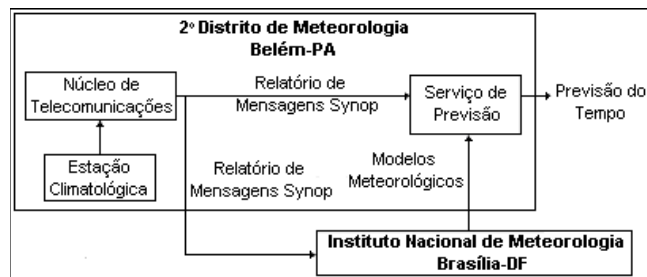 2º Distrito de Meteorologia
Belém-PA
Núcleo de
Telecomunicações
Relatório de
Mensagens Synop
Serviço de
Previsão
Previsão do
Tempo
Estação
Climatológica
Relatório de
Mensagens Synop
Modelos
Meteorológicos
Instituto Nacional de Meteorologia
Brasília-DF